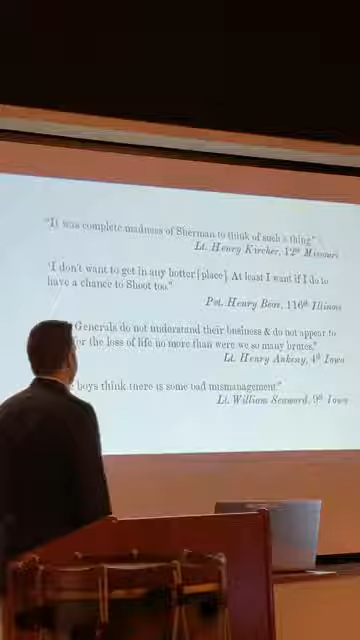 "It was complete madness of Sherman to think of such a thing"
Lt. Henry Kircher, 12th Missouri
"I don't want to get in any hotter [place] At least I want if I do to
have a chance to Shoot too."
Pvt. Henry Bear, 116th Illinois
Generals do not understand their business & do not appear to
for the loss of life no more than were we so many brutes."
Lt. Henry Ankeny, 4th Iowa
boys think there is some bad mismanagement."
Lt. William Seaward, 9th Iowa